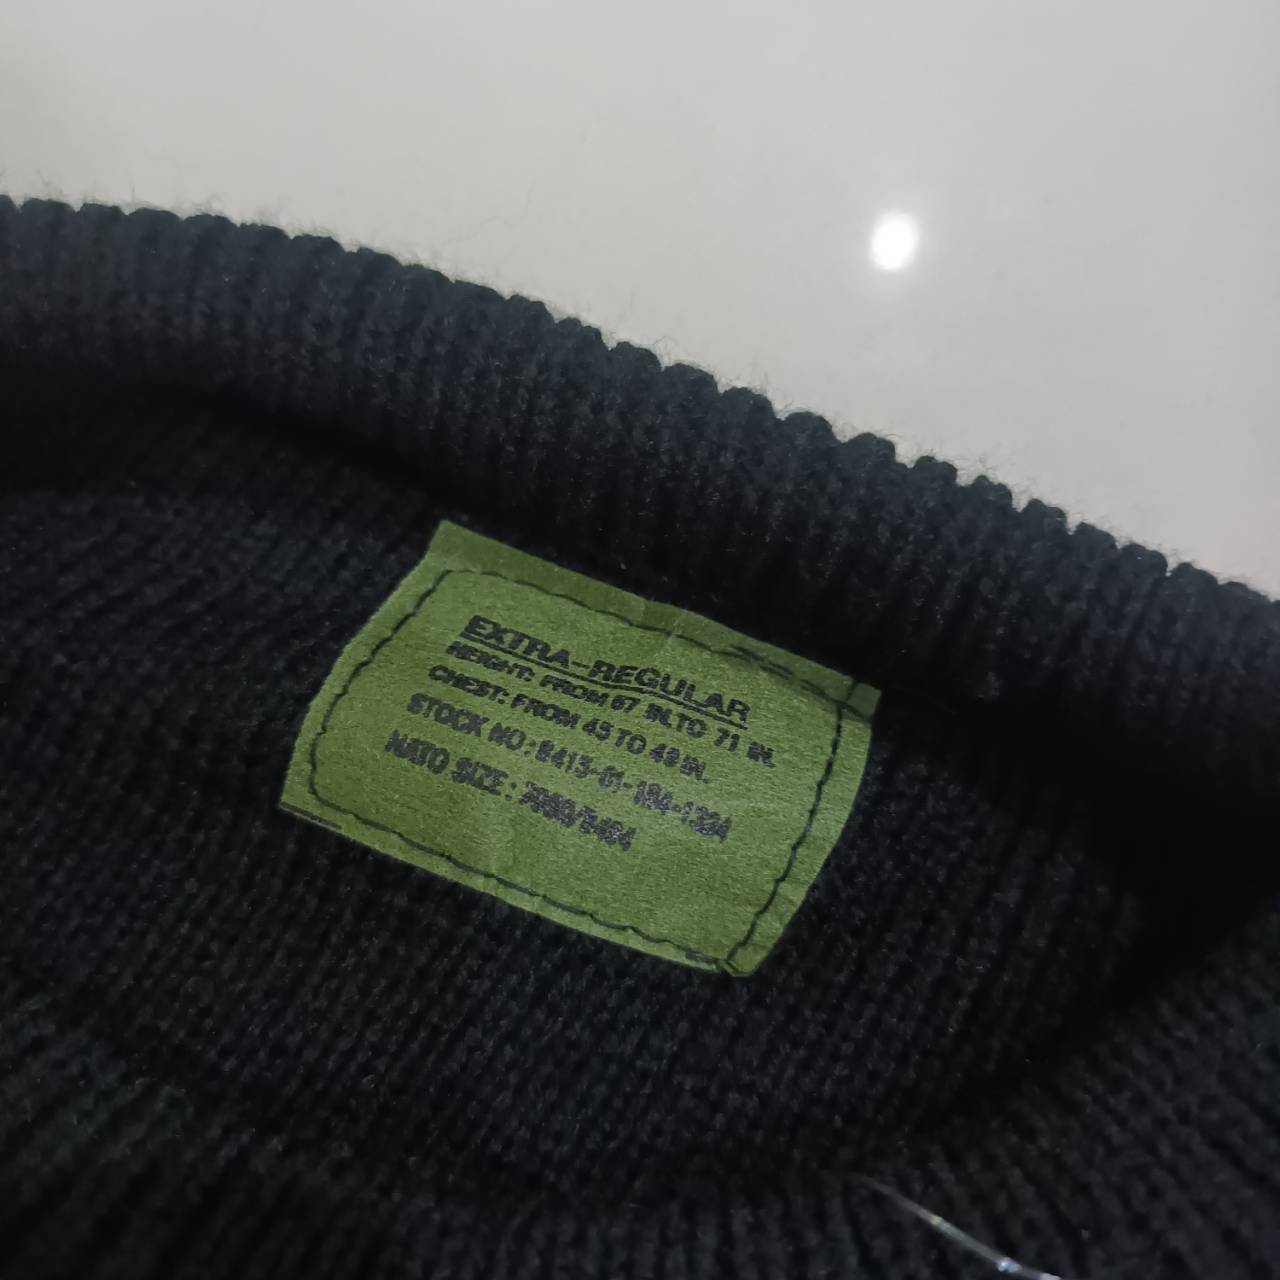 EXTRA-REGULAR
HEIGHT: FROM 67 IN.TO 71 IN.
CHEST: FROM 45 TO 49 IN.
STOCK NO:
NATO SIZE: